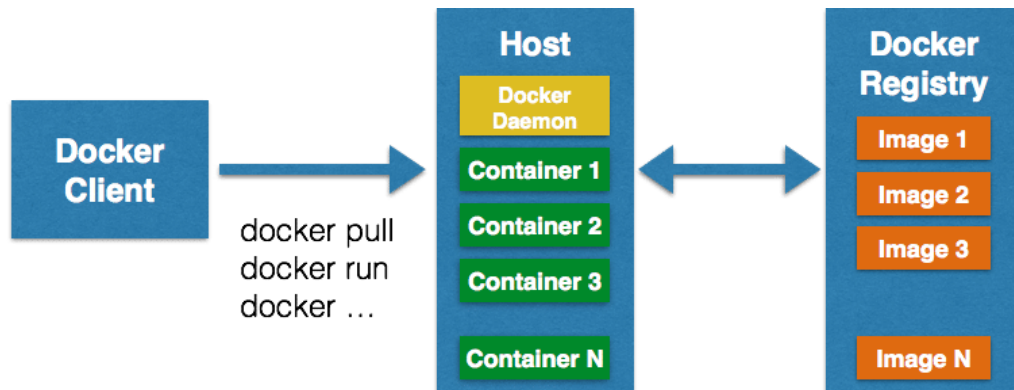 Docker
Client
docker pull
docker run
docker ...
Host
Docker
Daemon
Container 1
Container 2
Container 3
Container N
Docker
Registry
Image 1
Image 2
Image 3
Image N